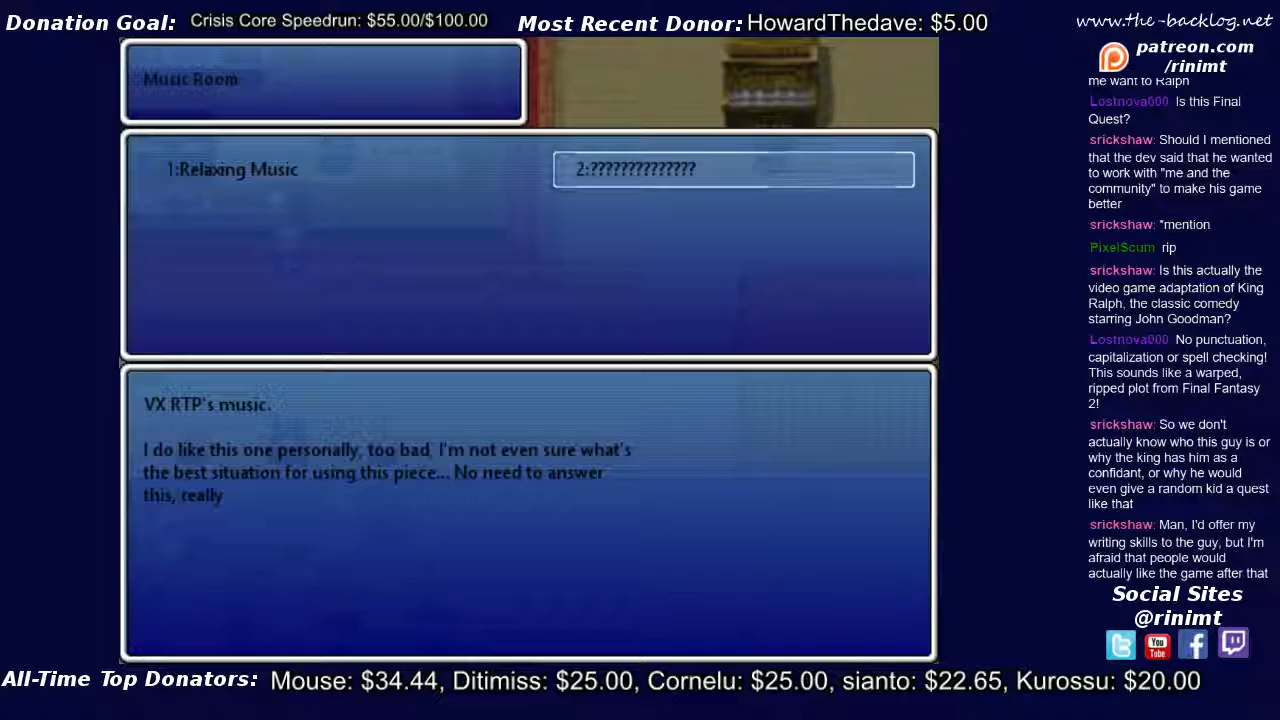 Donation Goal: Crisis Core Speedrun: $55.00/$100.00 Most Recent Donor: HowardThedave: $5.00
www.the-backlog.net
patreon.com
/rinimt
Music Room
1:Relaxing Music 2:??????????????
VX RTP's music.
I do like this one personally, too bad, I'm not even sure what's
the best situation for using this piece... No need to answer
this, really
me want to Ralph
Lostnova000 Is this Final
Quest?
srickshaw: Should I mentioned
that the dev said that he wanted
to work with "me and the
community" to make his game
better
srickshaw: *mention
PixelScum rip
srickshaw: Is this actually the
video game adaptation of King
Ralph, the classic comedy
starring John Goodman?
Lostnova000 No punctuation,
capitalization or spell checking!
This sounds like a warped,
ripped plot from Final Fantasy
2!
srickshaw: So we don't
actually know who this guy is or
why the king has him as a
confidant, or why he would
even give a random kid a quest
like that
srickshaw: Man, I'd offer my
writing skills to the guy, but I'm
afraid that people would
actually like the game after that
Social Sites
@rinimt
You
Tube
All-Time Top Donators: Mouse: $34.44, Ditimiss: $25.00, Cornelu: $25.00, sianto: $22.65, Kurossu: $20.00